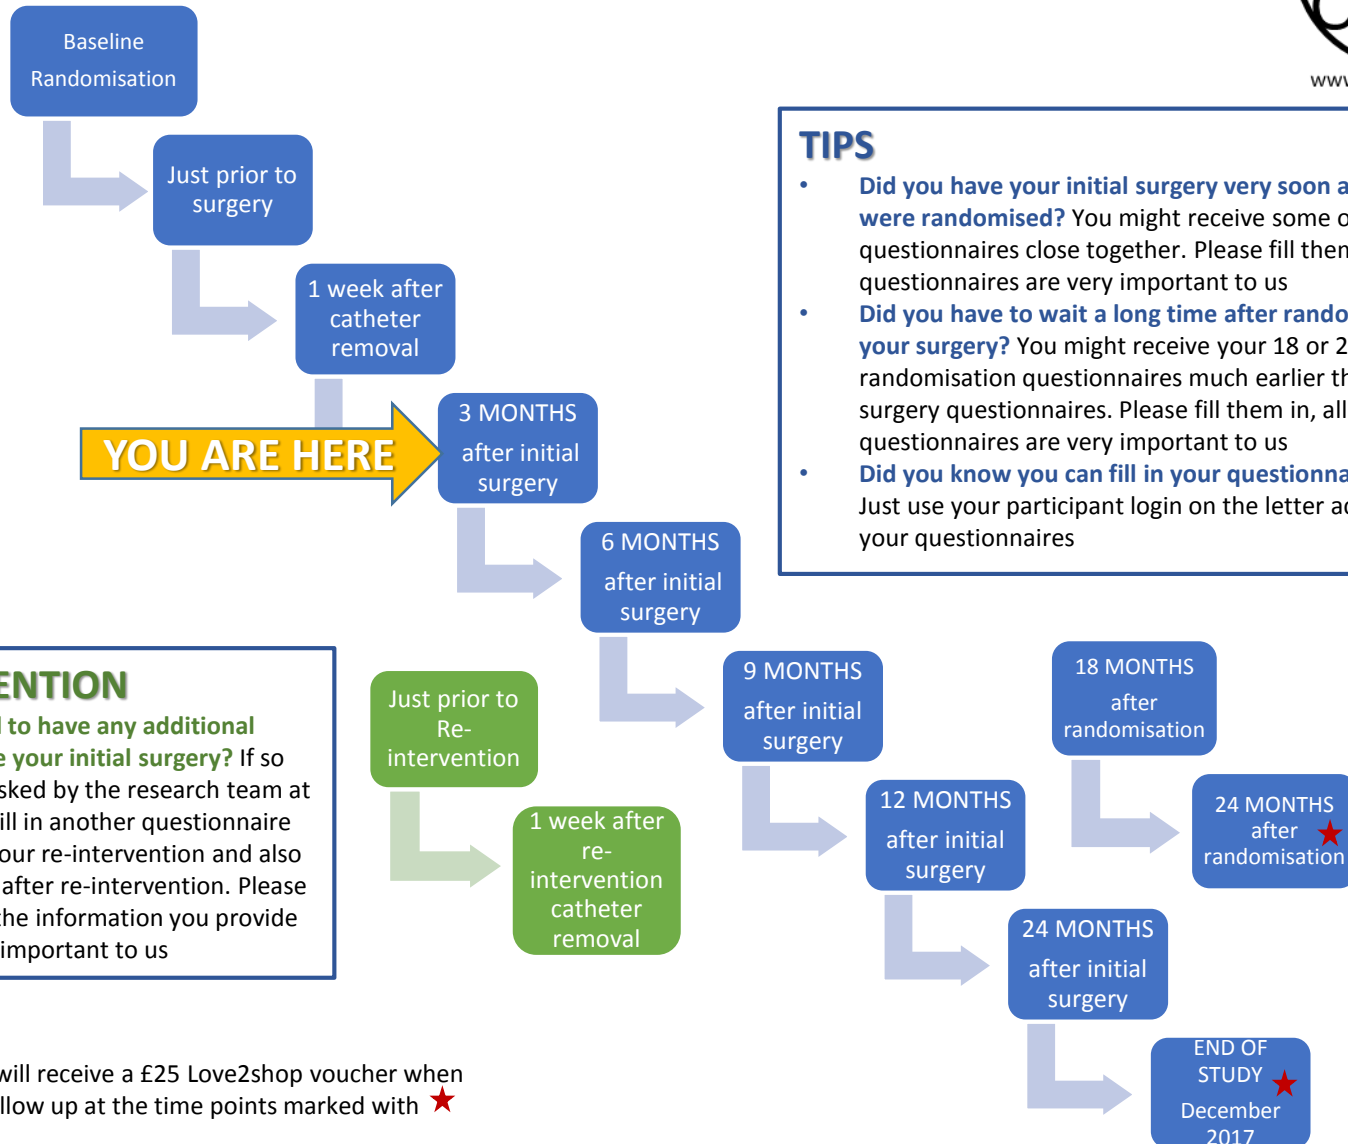 Baseline
Randomisation
Just prior to
surgery
1 week after
catheter
removal
YOU ARE HERE
3 MONTHS
after initial
surgery
6 MONTHS
after initial
surgery
9 MONTHS
after initial
surgery
12 MONTHS
after initial
surgery
24 MONTHS
after initial
surgery
END OF
STUDY
December
2017
18 MONTHS
after
randomisation
24 MONTHS
after
randomisation
www
TIPS
• Did you have your initial surgery very soon a
were randomised? You might receive some o
questionnaires close together. Please fill them
questionnaires are very important to us
• Did you have to wait a long time after rando
your surgery? You might receive your 18 or 2
randomisation questionnaires much earlier th
surgery questionnaires. Please fill them in, all
questionnaires are very important to us
• Did you know you can fill in your questionna
Just use your participant login on the letter ac
your questionnaires
ENTION
to have any additional
e your initial surgery? If so
sked by the research team at
ill in another questionnaire
our re-intervention and also
after re-intervention. Please
the information you provide
important to us
Just prior to
Re-
intervention
1 week after
re-
intervention
catheter
removal
will receive a £25 Love2shop voucher when
llow up at the time points marked with